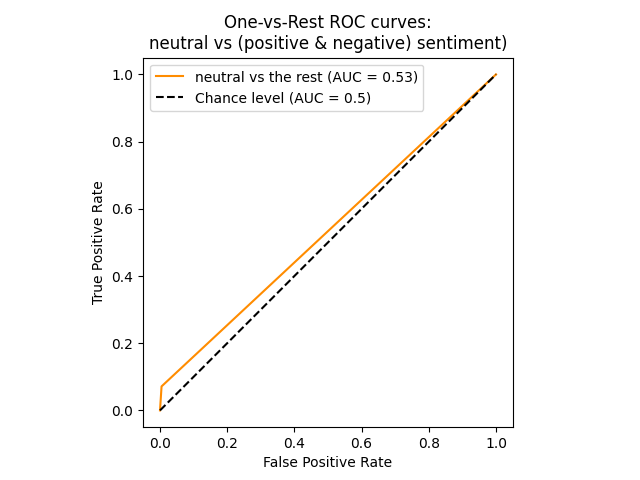 One-vs-Rest ROC curves:
neutral vs (positive & negative) sentiment)
neutral vs the rest (AUC = 0.53)
Chance level (AUC = 0.5)
True Positive Rate
1.0
0.8
0.6
0.4
0.2
0.0
0.0 0.2 0.4 0.6 0.8 1.0
False Positive Rate